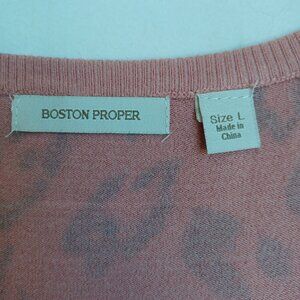 BOSTON PROPER
Size L
Made in
China